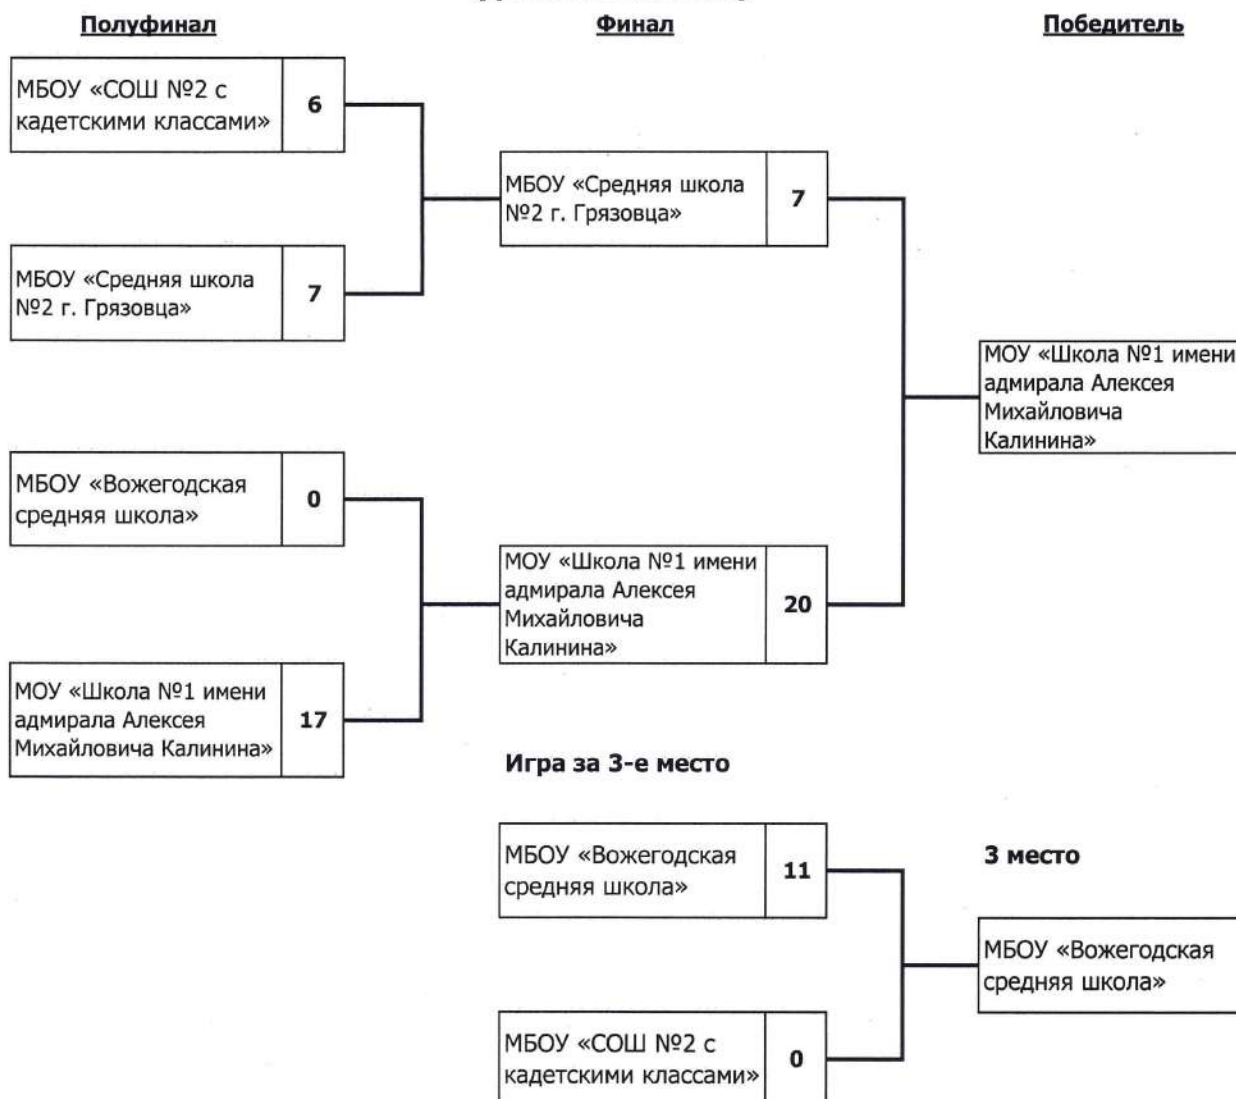 Полуфинал
Финал
Победитель
МБОУ «СОШ №2 с
кадетскими классами»
6
МБОУ «Средняя школа
№2 г. Грязовца»
7
МБОУ «Средняя школа
№2 г. Грязовца»
7
МОУ «Школа №1 имени
адмирала Алексея
Михайловича
Калинина»
МБОУ «Вожегодская
средняя школа»
0
МОУ «Школа №1 имени
адмирала Алексея
Михайловича
Калинина»
20
МОУ «Школа №1 имени
адмирала Алексея
Михайловича Калинина»
17
Игра за 3-е место
МБОУ «Вожегодская
средняя школа»
11
3 место
МБОУ «Вожегодская
средняя школа»
МБОУ «СОШ №2 с
кадетскими классами»
0